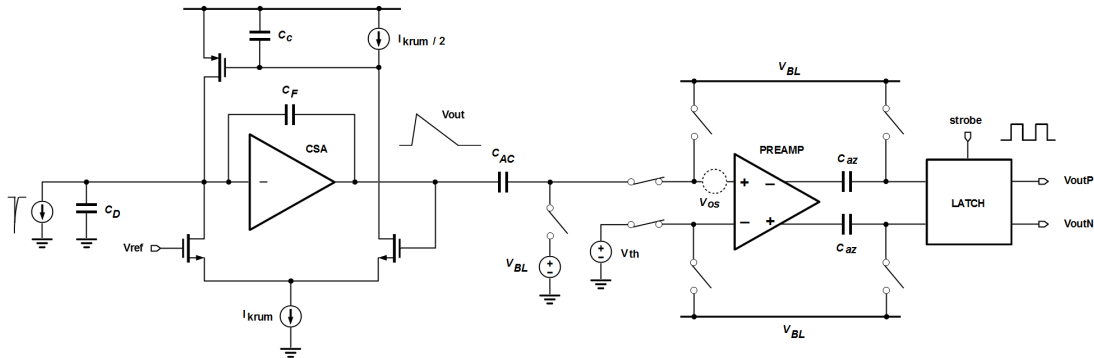 C_c
I_krum / 2
V_BL
C_F
Vout
strobe
CSA
C_AC
PREAMP
C_az
− + −
VoutP
C_D
V_os
LATCH
− +
VoutN
Vref
V_BL
+
−
+
−
Vth
C_az
I_krum
V_BL